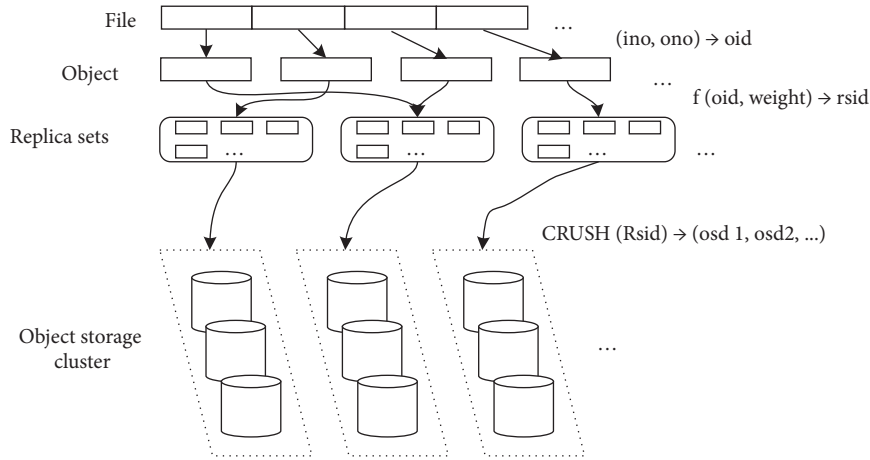 File
...
(ino, ono) → oid
Object
...
f (oid, weight) → rsid
Replica sets
...
...
...
...
CRUSH (Rsid) → (osd 1, osd2, ...)
Object storage
cluster
...